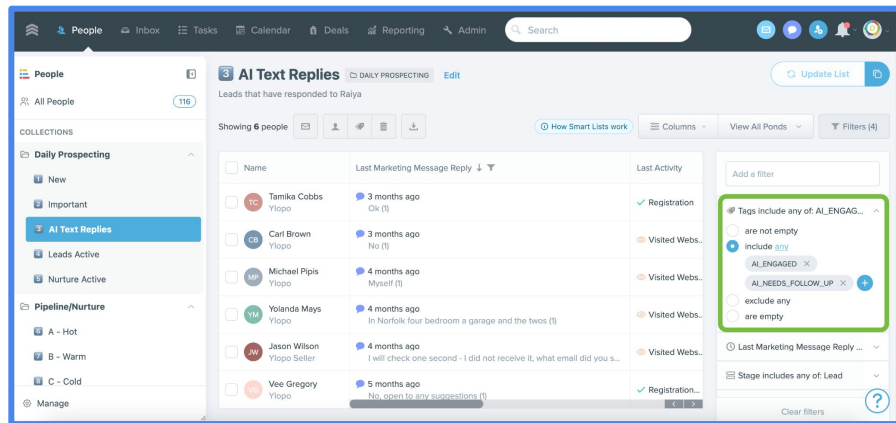 People
Inbox
Tasks
Calendar
Deals
Reporting
Admin
Search
People
All People
116
COLLECTIONS
Daily Prospecting
1 New
2 Important
3 AI Text Replies
4 Leads Active
5 Nurture Active
Pipeline/Nurture
6 A - Hot
7 B - Warm
8 C - Cold
Manage
3 AI Text Replies
DAILY PROSPECTING
Edit
Update List
Leads that have responded to Raiya
Showing 6 people
How Smart Lists work
Columns
View All Ponds
Filters (4)
Name
Last Marketing Message Reply
Last Activity
TC
Tamika Cobbs
Ylopo
3 months ago
Ok (1)
Registration
CB
Carl Brown
Ylopo
3 months ago
No (1)
Visited Webs..
MP
Michael Pipis
Ylopo
4 months ago
Myself (1)
Visited Webs..
YM
Yolanda Mays
Ylopo
4 months ago
In Norfolk four bedroom a garage and the twos (1)
Visited Webs..
JW
Jason Wilson
Ylopo Seller
4 months ago
I will check one second - I did not receive it, what email did you s...
Visited Webs..
VG
Vee Gregory
Ylopo
5 months ago
No, open to any suggestions (1)
Registration...
Add a filter
Tags include any of: AI_ENGAG...
are not empty
include any
AI_ENGAGED
AI_NEEDS_FOLLOW_UP
exclude any
are empty
Last Marketing Message Reply ...
Stage includes any of: Lead
Clear filters
?